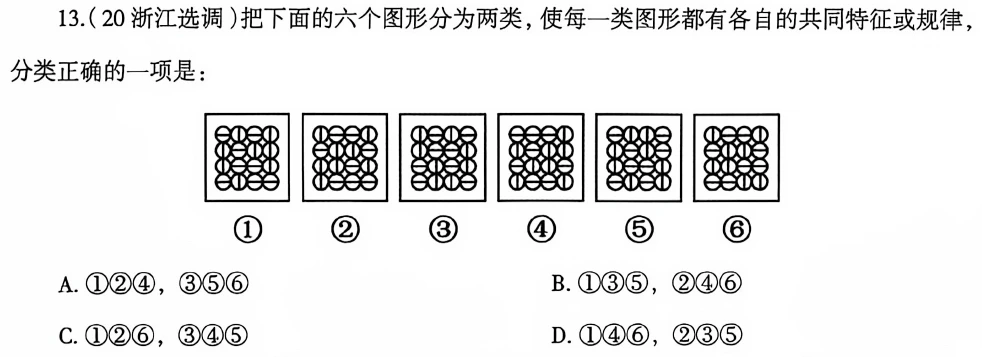 13.(20浙江选调)把下面的六个图形分为两类,使每一类图形都有各自的共同特征或规律,
分类正确的一项是:
① ② ③ ④ ⑤ ⑥
A. ①②④, ③⑤⑥ B. ①③⑤, ②④⑥
C. ①②⑥, ③④⑤ D. ①④⑥, ②③⑤